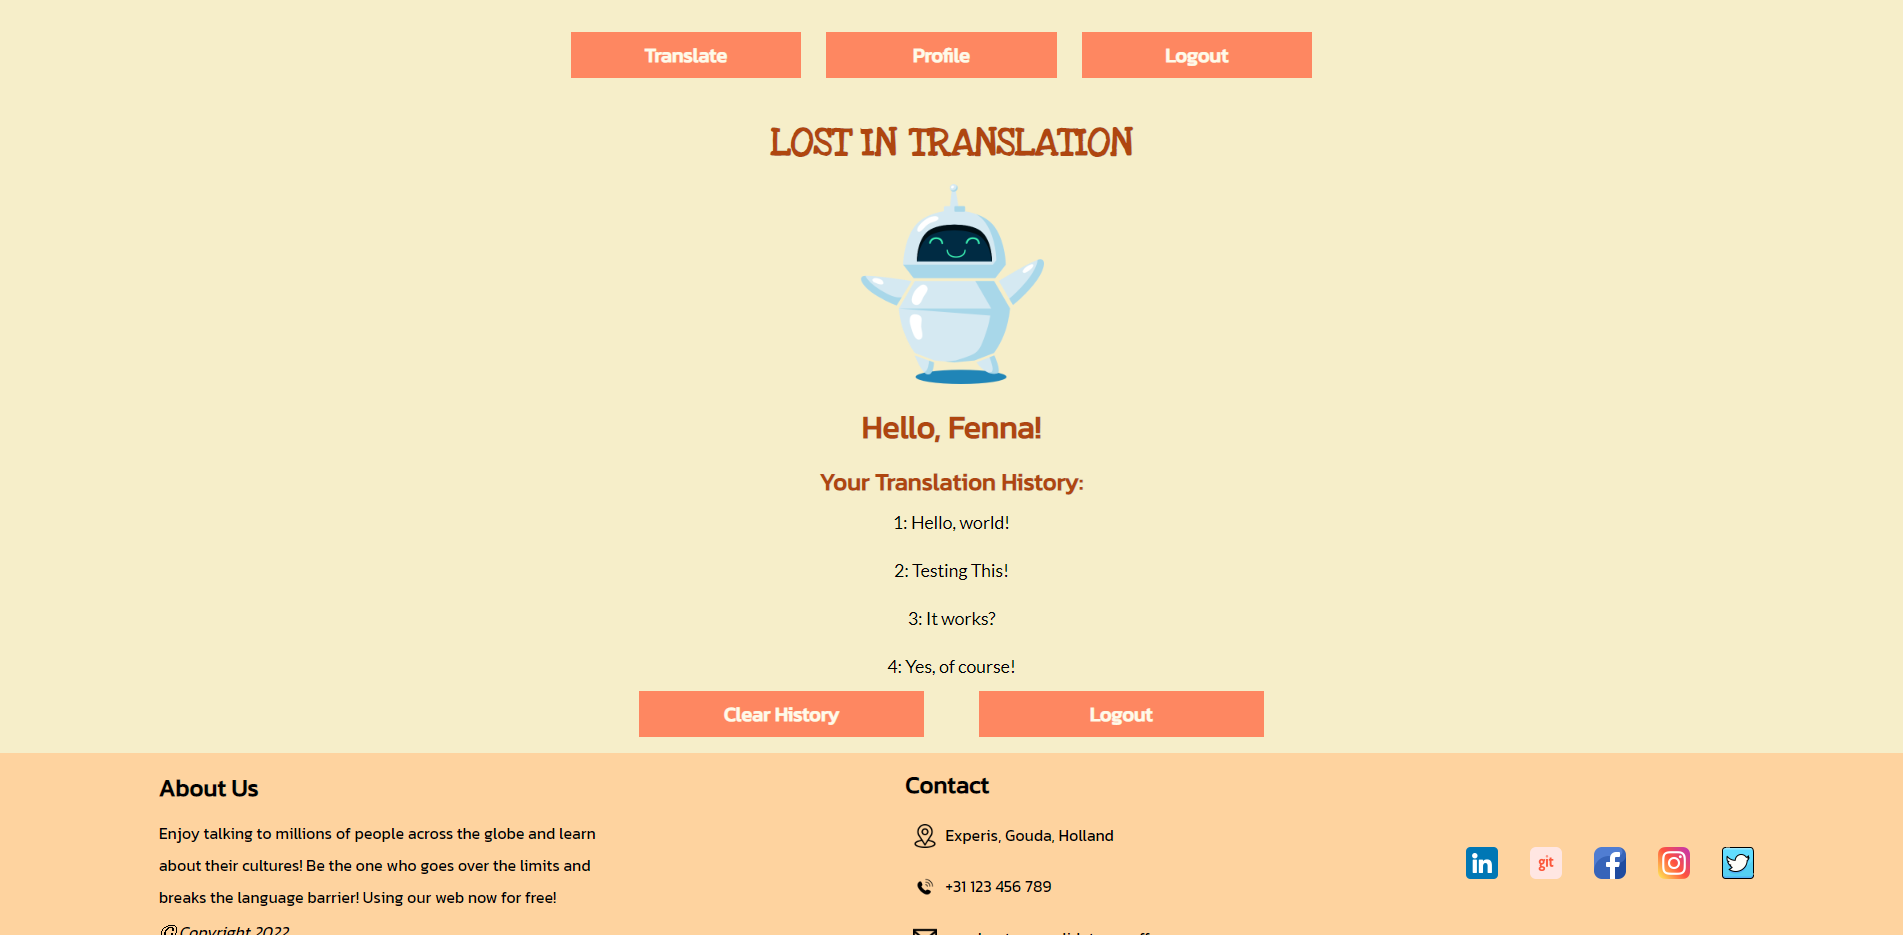 Translate
Profile
Logout
LOST IN TRANSLATION
Hello, Fenna!
Your Translation History:
1: Hello, world!
2: Testing This!
3: It works?
4: Yes, of course!
Clear History
Logout
About Us
Enjoy talking to millions of people across the globe and learn
about their cultures! Be the one who goes over the limits and
breaks the language barrier! Using our web now for free!
© Copyright 2022
Contact
Experis, Gouda, Holland
+31 123 456 789
in
git